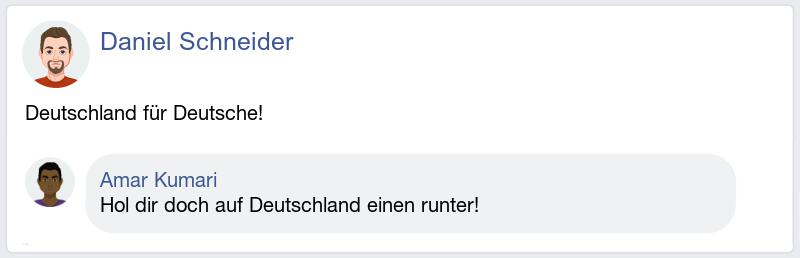 Daniel Schneider
Deutschland für Deutsche!
Amar Kumari
Hol dir doch auf Deutschland einen runter!